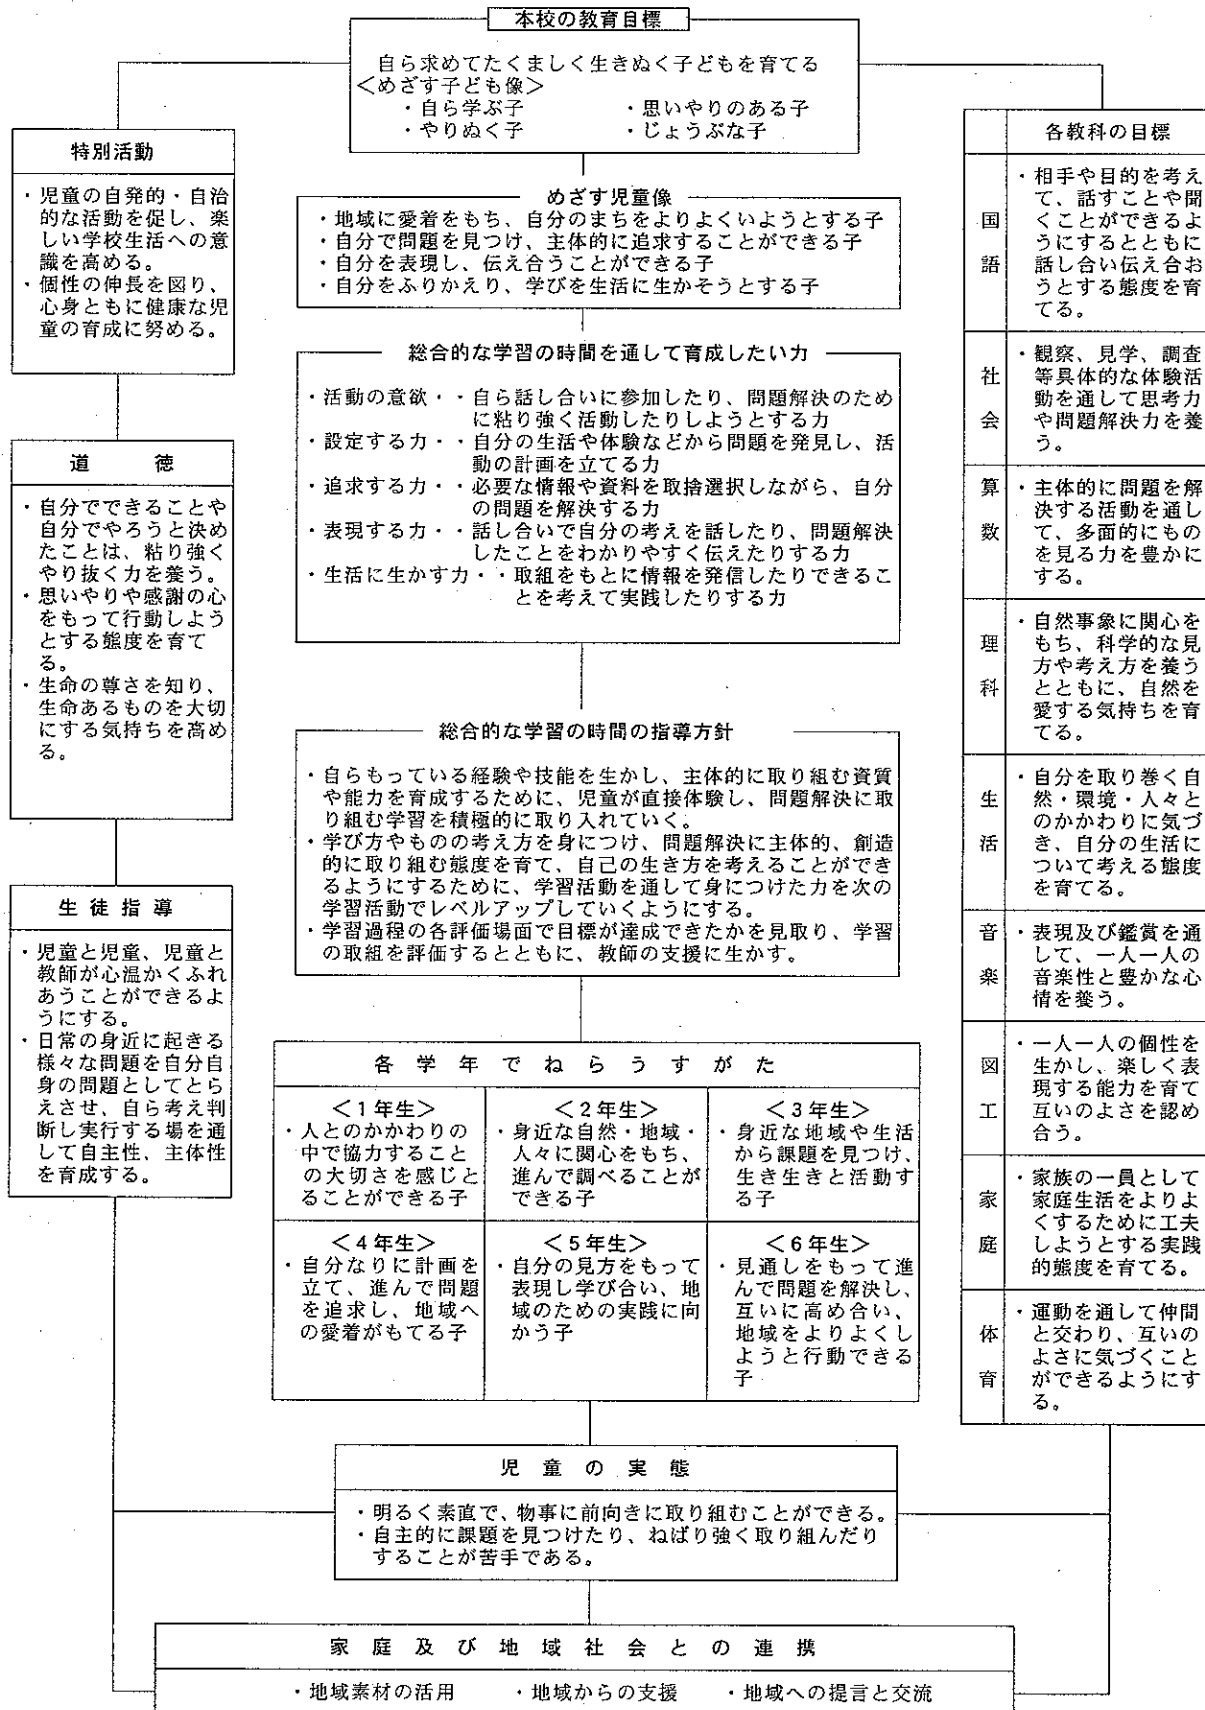 本校の教育目標
自ら求めてたくましく生きぬく子どもを育てる
＜めざす子ども像＞
・自ら学ぶ子　・思いやりのある子
・やりぬく子　・じょうぶな子
特別活動
・児童の自発的・自治
的な活動を促し、楽
しい学校生活への意
識を高める。
・個性の伸長を図り、
心身ともに健康な児
童の育成に努める。
道　徳
・自分でできることや
自分でやろうと決め
たことは、粘り強く
やり抜く力を養う。
・思いやりや感謝の心
をもって行動しよう
とする態度を育て
る。
・生命の尊さを知り、
生命あるものを大切
にする気持ちを高め
る。
生徒指導
・児童と児童、児童と
教師が心温かくふれ
あうことができるよ
うにする。
・日常の身近に起きる
様々な問題を自分自
身の問題としてとら
えさせ、自ら考え判
断し実行する場を通
して自主性、主体性
を育成する。
めざす児童像
・地域に愛着をもち、自分のまちをよりよくいようとする子
・自分で問題を見つけ、主体的に追求することができる子
・自分を表現し、伝え合うことができる子
・自分をふりかえり、学びを生活に生かそうとする子
総合的な学習の時間を通して育成したい力
・活動の意欲・・自ら話し合いに参加したり、問題解決のため
に粘り強く活動したりしようとする力
・設定する力・・自分の生活や体験などから問題を発見し、活
動の計画を立てる力
・追求する力・・必要な情報や資料を取捨選択しながら、自分
の問題を解決する力
・表現する力・・話し合いで自分の考えを話したり、問題解決
したことをわかりやすく伝えたりする力
・生活に生かす力・・取組をもとに情報を発信したりできるこ
とを考えて実践したりする力
総合的な学習の時間の指導方針
・自らもっている経験や技能を生かし、主体的に取り組む資質
や能力を育成するために、児童が直接体験し、問題解決に取
り組む学習を積極的に取り入れていく。
・学び方やものの考え方を身につけ、問題解決に主体的、創造
的に取り組む態度を育て、自己の生き方を考えることができ
るようにするために、学習活動を通して身につけた力を次の
学習活動でレベルアップしていくようにする。
・学習過程の各評価場面で目標が達成できたかを見取り、学習
の取組を評価するとともに、教師の支援に生かす。
各学年でねらうすがた
＜1年生＞
・人とのかかわりの
中で協力すること
の大切さを感じと
ることができる子
＜2年生＞
・身近な自然・地域・
人々に関心をもち、
進んで調べることが
できる子
＜3年生＞
・身近な地域や生活
から課題を見つけ、
生き生きと活動す
る子
＜4年生＞
・自分なりに計画を
立て、進んで問題
を追求し、地域へ
の愛着がもてる子
＜5年生＞
・自分の見方をもって
表現し学び合い、地
域のための実践に向
かう子
＜6年生＞
・見通しをもって進
んで問題を解決し、
互いに高め合い、
地域をよりよくし
ようと行動できる
子
各教科の目標
国語
・相手や目的を考え
て、話すことや聞
くことができるよ
うにするとともに
話し合い伝え合お
うとする態度を育
てる。
社会
・観察、見学、調査
等具体的な体験活
動を通して思考力
や問題解決力を養
う。
算数
・主体的に問題を解
決する活動を通し
て、多面的にもの
を見る力を豊かに
する。
理科
・自然事象に関心を
もち、科学的な見
方や考え方を養う
とともに、自然を
愛する気持ちを育
てる。
生活
・自分を取り巻く自
然・環境・人々と
のかかわりに気づ
き、自分の生活に
ついて考える態度
を育てる。
音楽
・表現及び鑑賞を通
して、一人一人の
音楽性と豊かな心
情を養う。
図工
・一人一人の個性を
生かし、楽しく表
現する能力を育て
互いのよさを認め
合う。
家庭
・家族の一員として
家庭生活をよりよ
くするために工夫
しようとする実践
的態度を育てる。
体育
・運動を通して仲間
と交わり、互いの
よさに気づくこと
ができるようにす
る。
児童の実態
・明るく素直で、物事に前向きに取り組むことができる。
・自主的に課題を見つけたり、ねばり強く取り組んだり
することが苦手である。
家庭及び地域社会との連携
・地域素材の活用　・地域からの支援　・地域への提言と交流